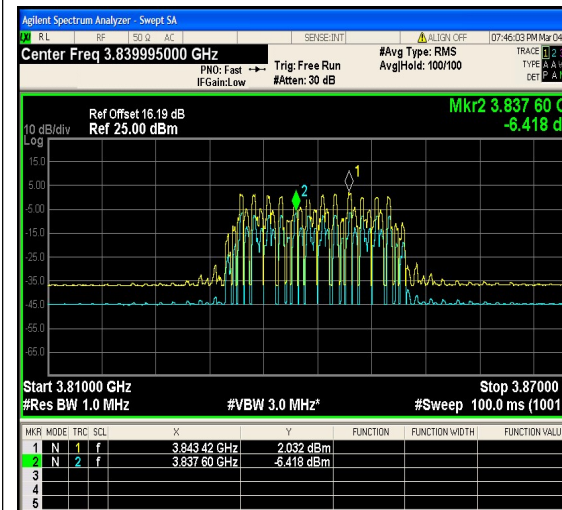 Agilent Spectrum Analyzer - Swept SA
R L RF 50 Ω AC SENSE:INT ALIGN OFF 07:46:03 PM Mar 04
Center Freq 3.839995000 GHz #Avg Type: RMS TRACE 1 2
PNO: Fast Trig: Free Run Avg|Hold: 100/100 TYPE A A
IFGain:Low #Atten: 30 dB DET P A
Mkr2 3.837 60 G
Ref Offset 16.19 dB
10 dB/div Ref 25.00 dBm -6.418 d
Log
15.0
5.00
-5.00
-15.0
-25.0
-35.0
-45.0
-55.0
-65.0
1
2
Start 3.81000 GHz Stop 3.87000
#Res BW 1.0 MHz #VBW 3.0 MHz* #Sweep 100.0 ms (1001
MKR MODE TRC SCL X Y FUNCTION FUNCTION WIDTH FUNCTION VALU
1 N 1 f 3.843 42 GHz 2.032 dBm
2 N 2 f 3.837 60 GHz -6.418 dBm
3
4
5